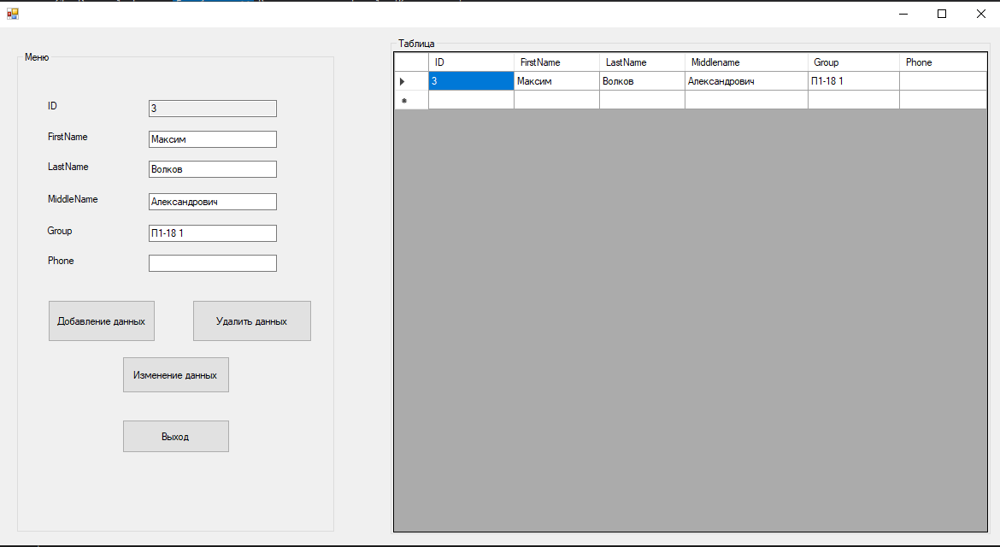 Меню
ID
3
FirstName
Максим
LastName
Волков
MiddleName
Александрович
Group
П1-18 1
Phone
Добавление данных
Удалить данных
Изменение данных
Выход
Таблица
ID FirstName LastName Middlename Group Phone
3 Максим Волков Александрович П1-18 1